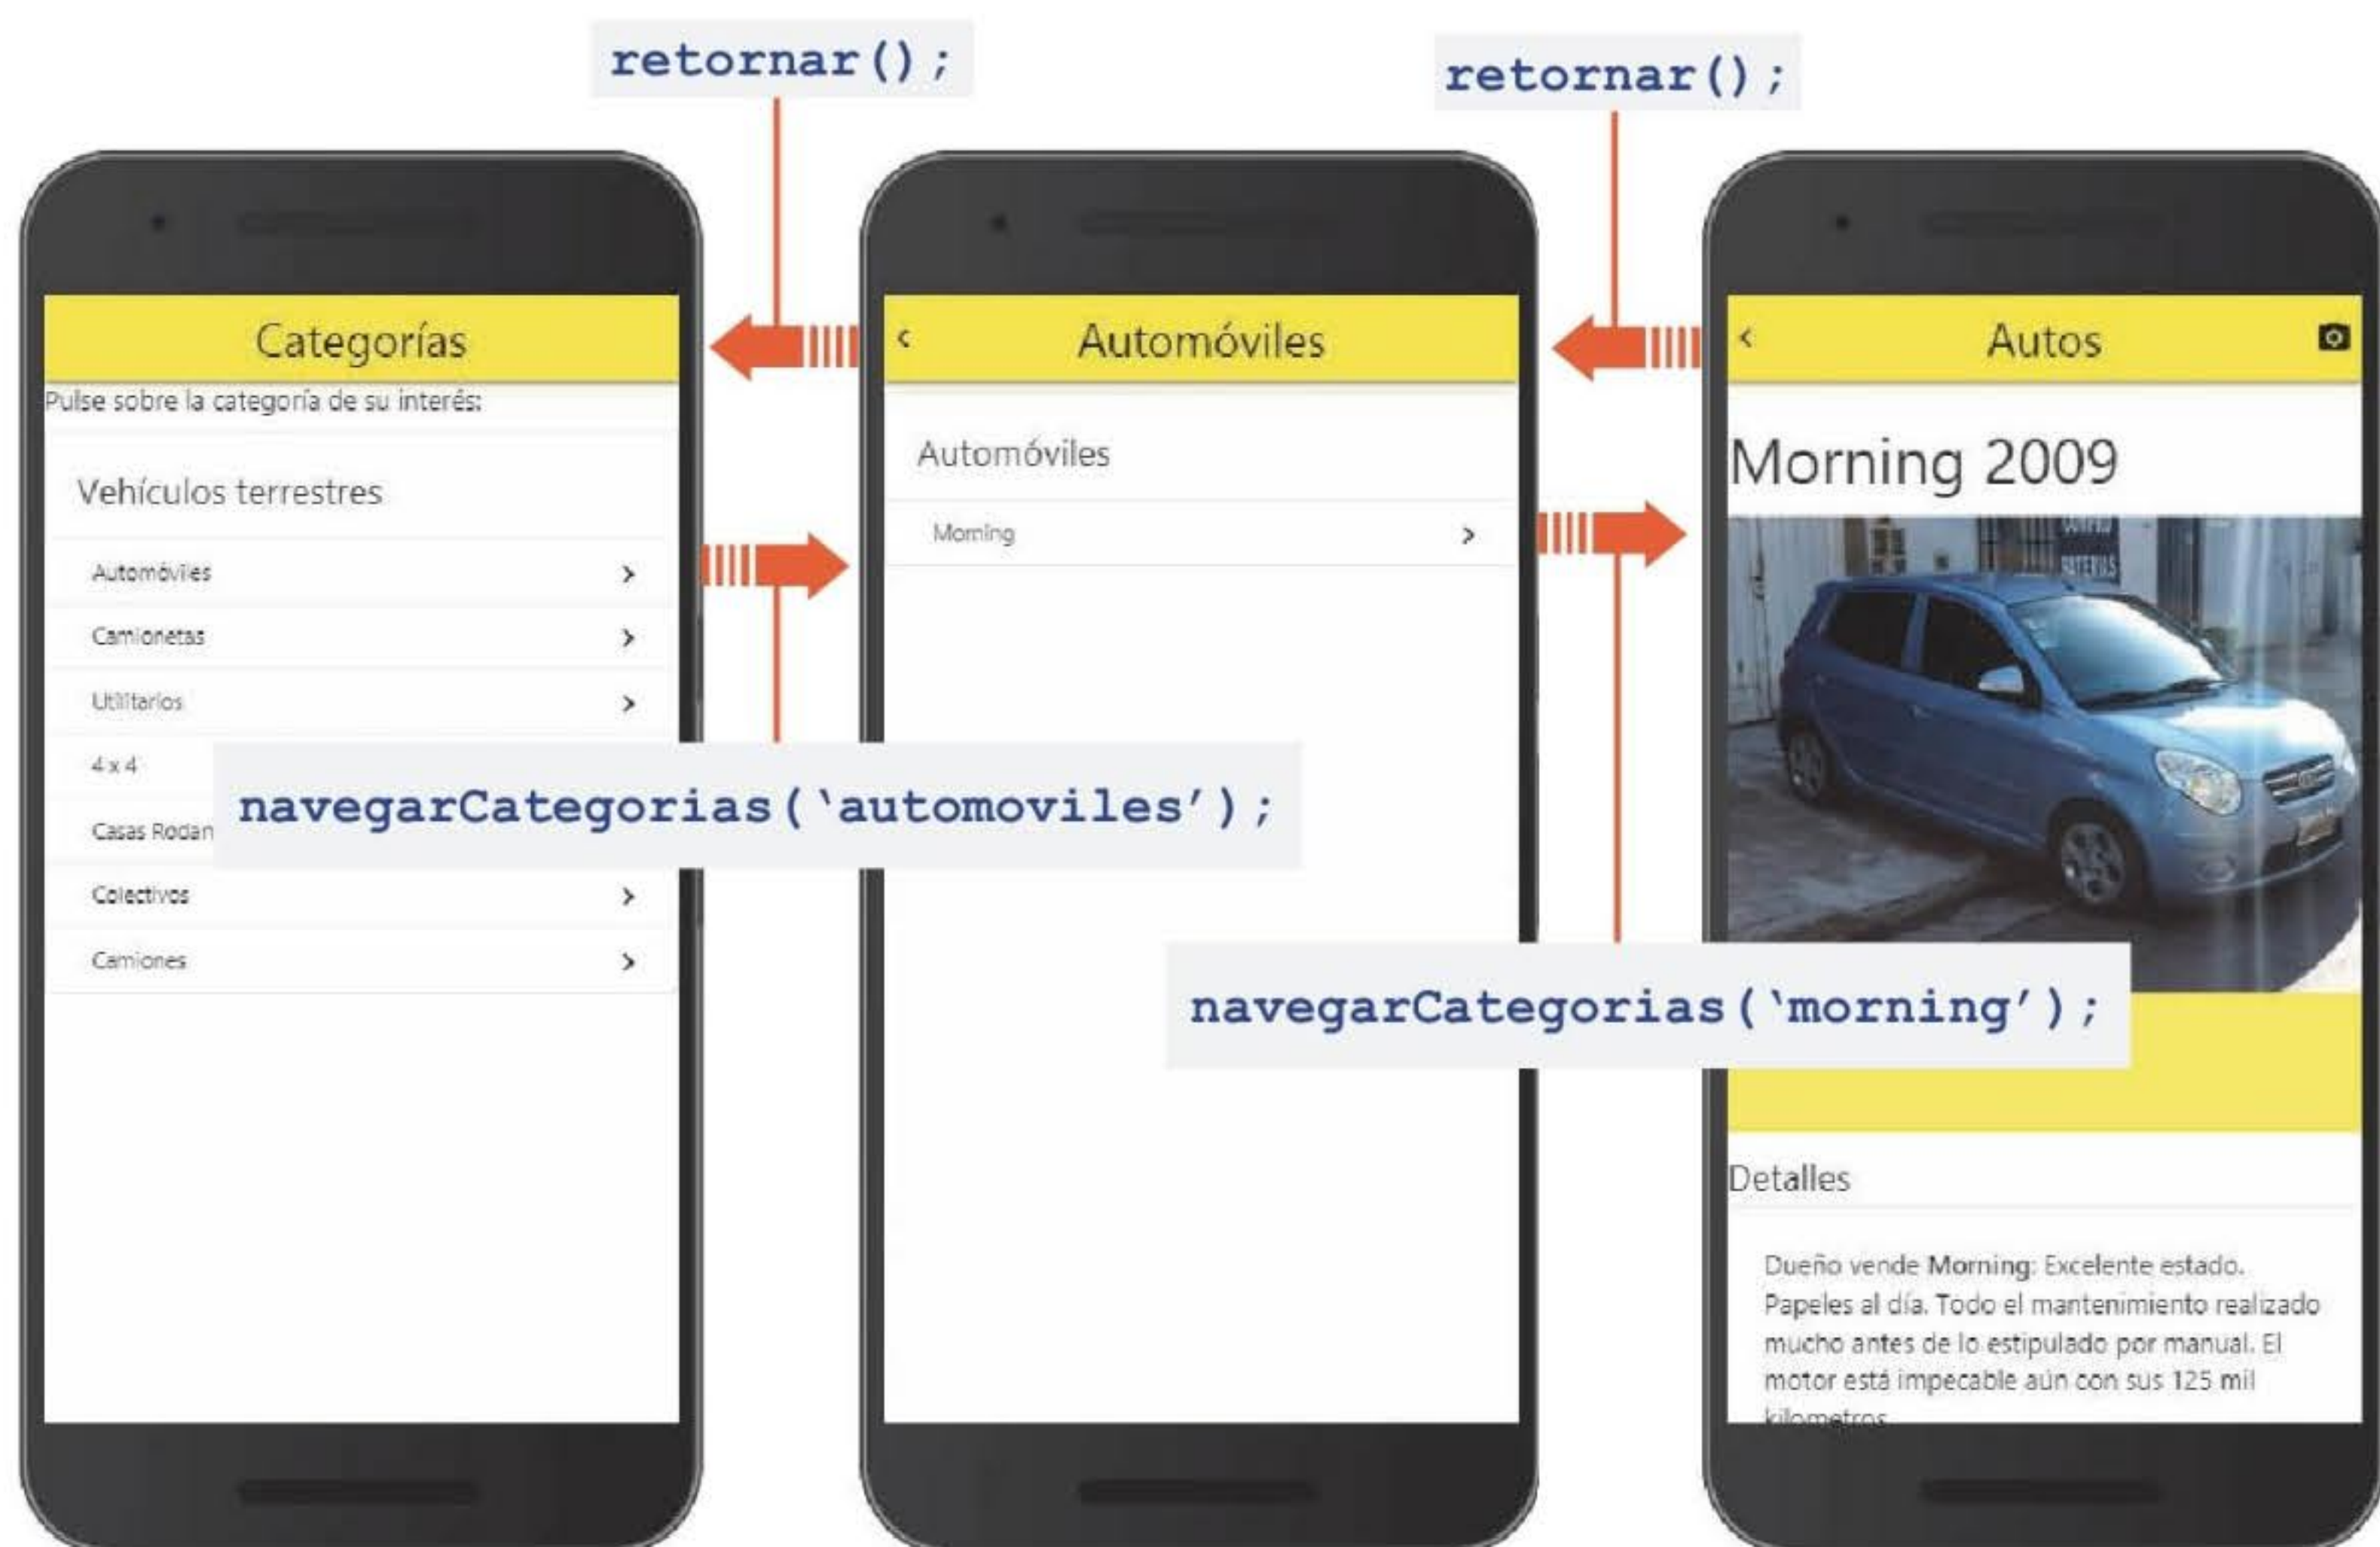 retornar();
retornar();
Categorías
Pulse sobre la categoría de su interés:
Vehículos terrestres
Automóviles
Camionetas
Utilitarios
4 x 4
Casas Rodan
Colectivos
Camiones
navegarCategorias(‘automoviles’);
Automóviles
Automóviles
Morning
navegarCategorias(‘morning’);
Autos
Morning 2009
COMPRO
BATERIAS
Detalles
Dueño vende Morning: Excelente estado.
Papeles al día. Todo el mantenimiento realizado
mucho antes de lo estipulado por manual. El
motor está impecable aún con sus 125 mil
kilometros